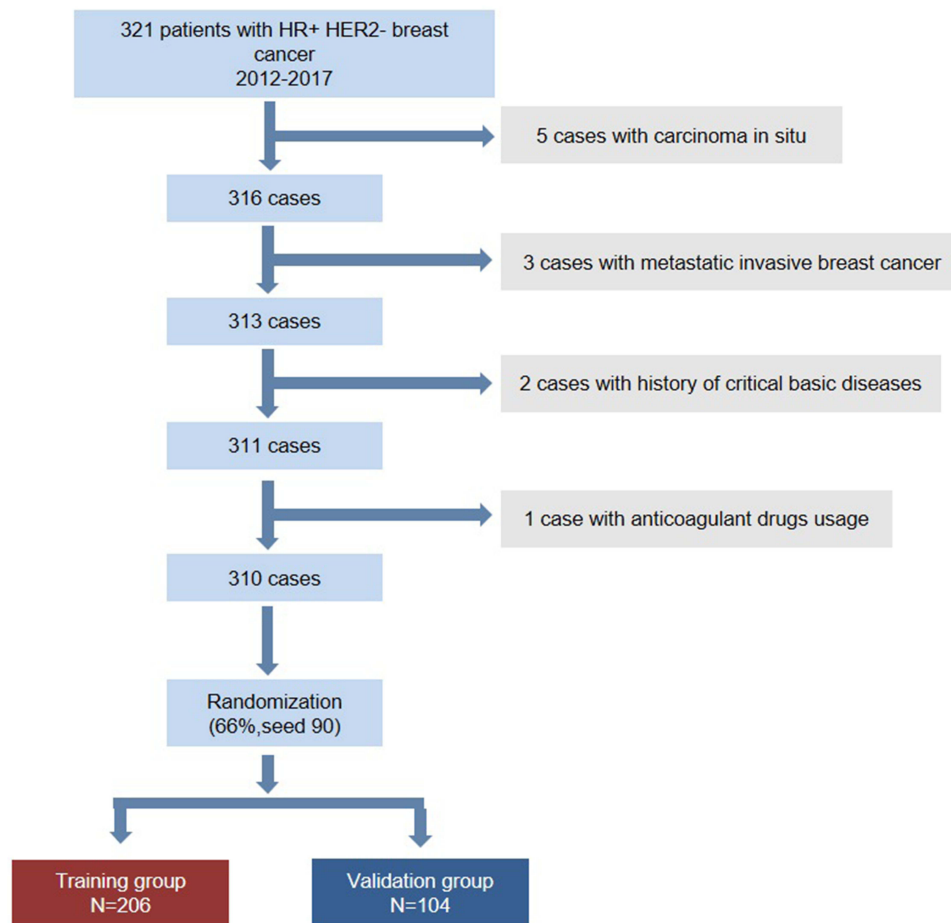 321 patients with HR+ HER2- breast
cancer
2012-2017
5 cases with carcinoma in situ
316 cases
3 cases with metastatic invasive breast cancer
313 cases
2 cases with history of critical basic diseases
311 cases
1 case with anticoagulant drugs usage
310 cases
Randomization
(66%,seed 90)
Training group
N=206
Validation group
N=104